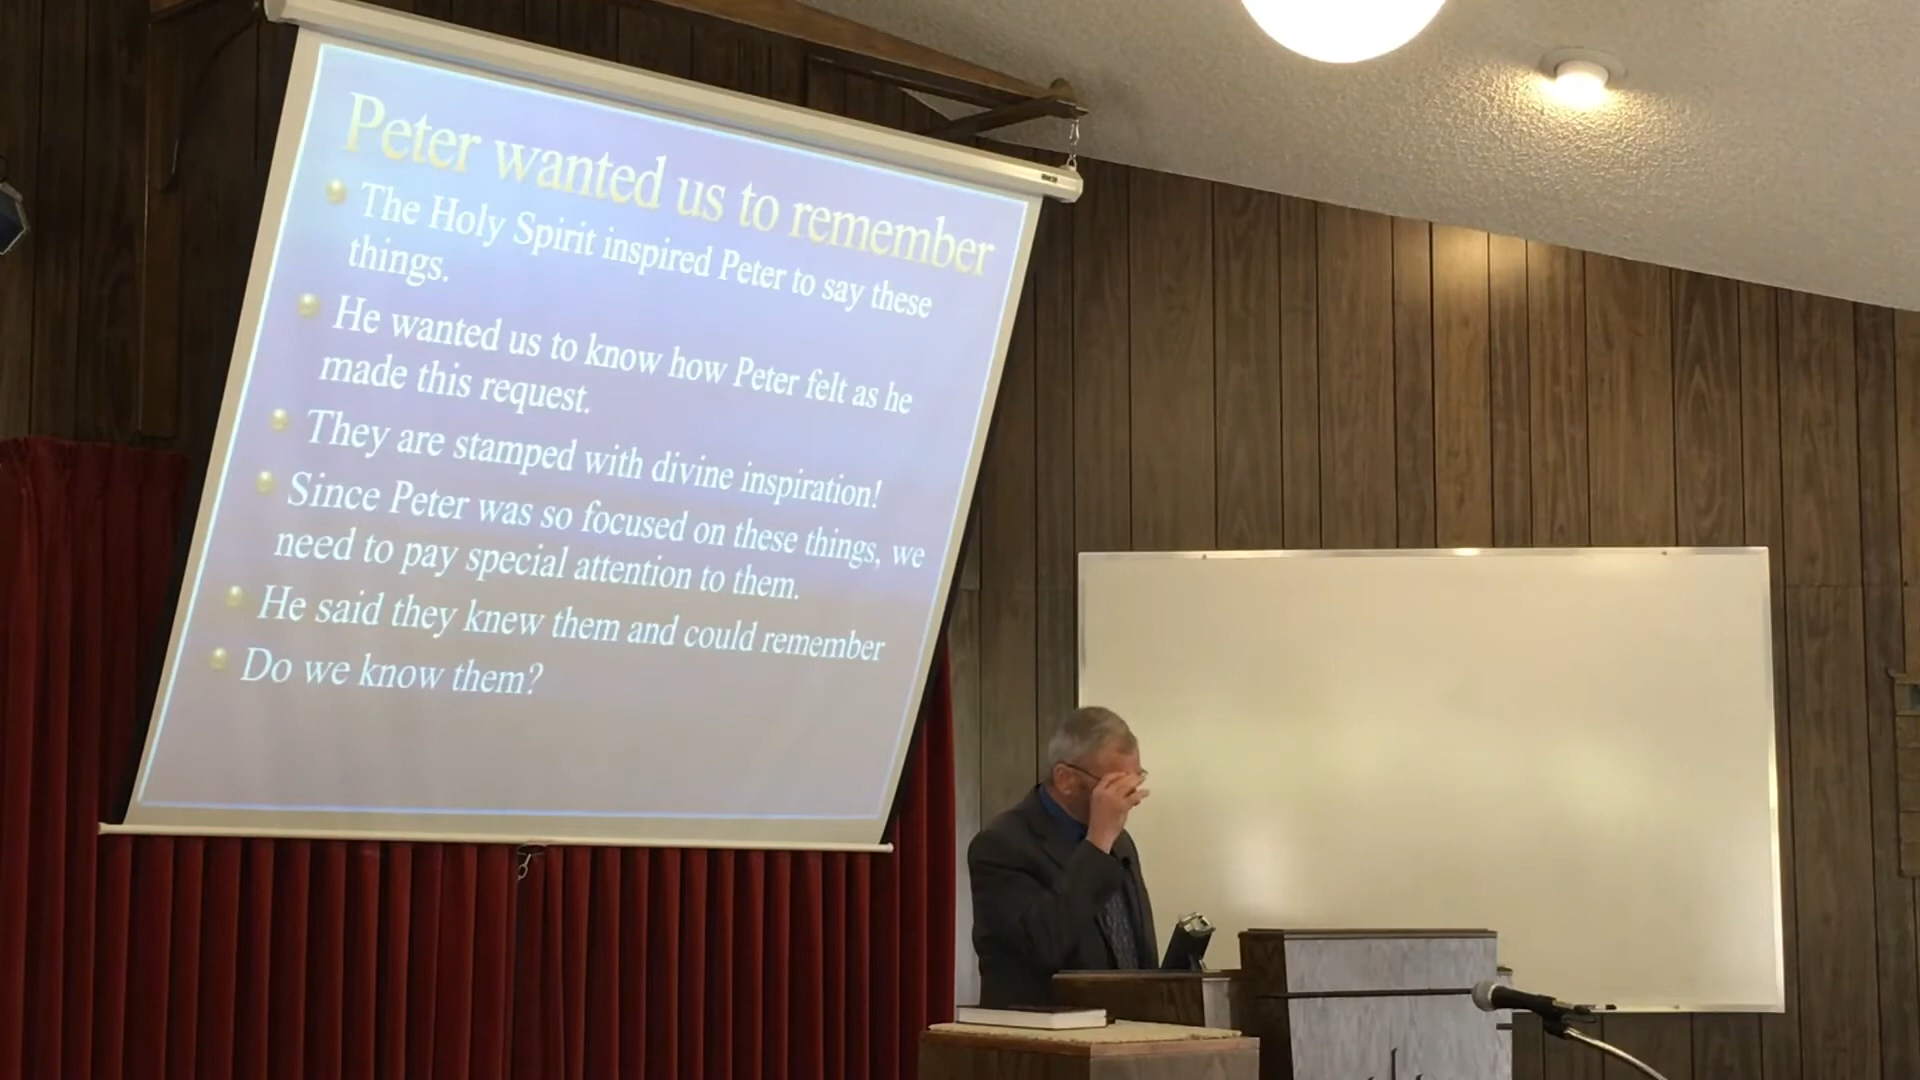 Peter wanted us to remember
The Holy Spirit inspired Peter to say these
things.
He wanted us to know how Peter felt as he
made this request.
They are stamped with divine inspiration!
Since Peter was so focused on these things, we
need to pay special attention to them.
He said they knew them and could remember
Do we know them?